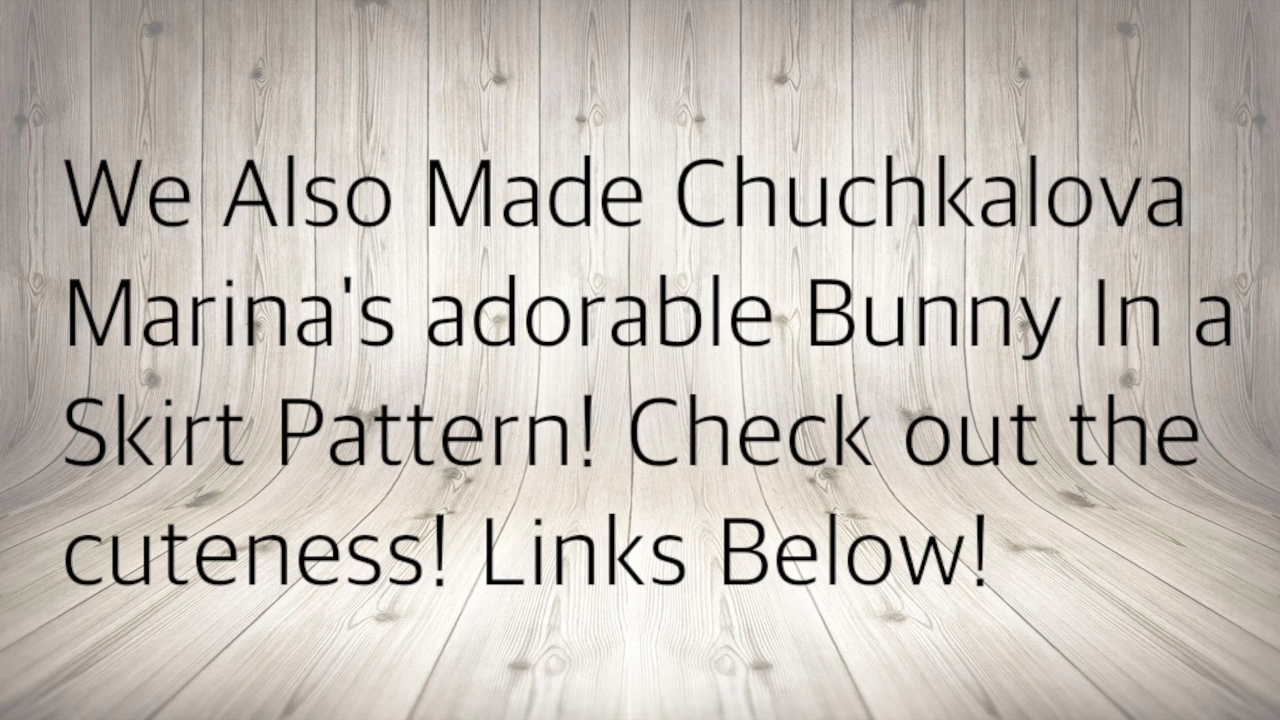 We Also Made Chuchkalova
Marina's adorable Bunny In a
Skirt Pattern! Check out the
cuteness! Links Below!